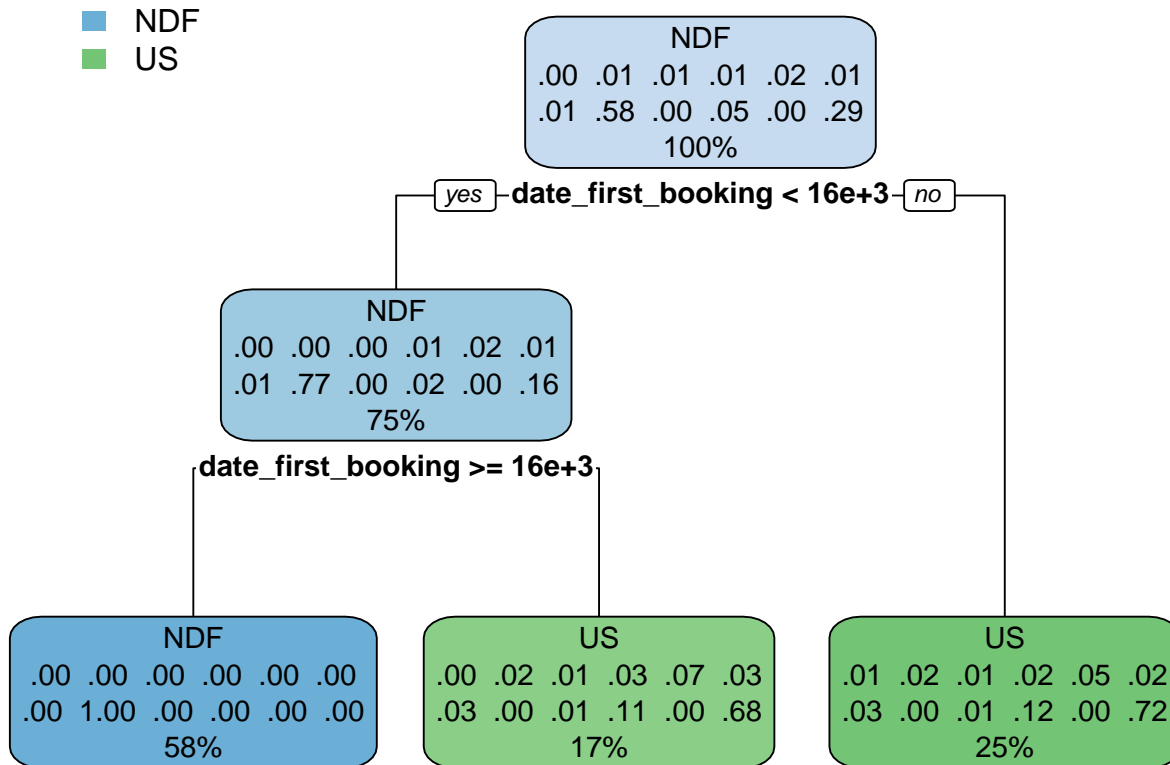 NDF
US
NDF
.00 .01 .01 .01 .02 .01
.01 .58 .00 .05 .00 .29
100%
yes date_first_booking < 16e+3 no
NDF
.00 .00 .00 .01 .02 .01
.01 .77 .00 .02 .00 .16
75%
date_first_booking >= 16e+3
NDF
.00 .00 .00 .00 .00 .00
.00 1.00 .00 .00 .00 .00
58%
US
.00 .02 .01 .03 .07 .03
.03 .00 .01 .11 .00 .68
17%
US
.01 .02 .01 .02 .05 .02
.03 .00 .01 .12 .00 .72
25%